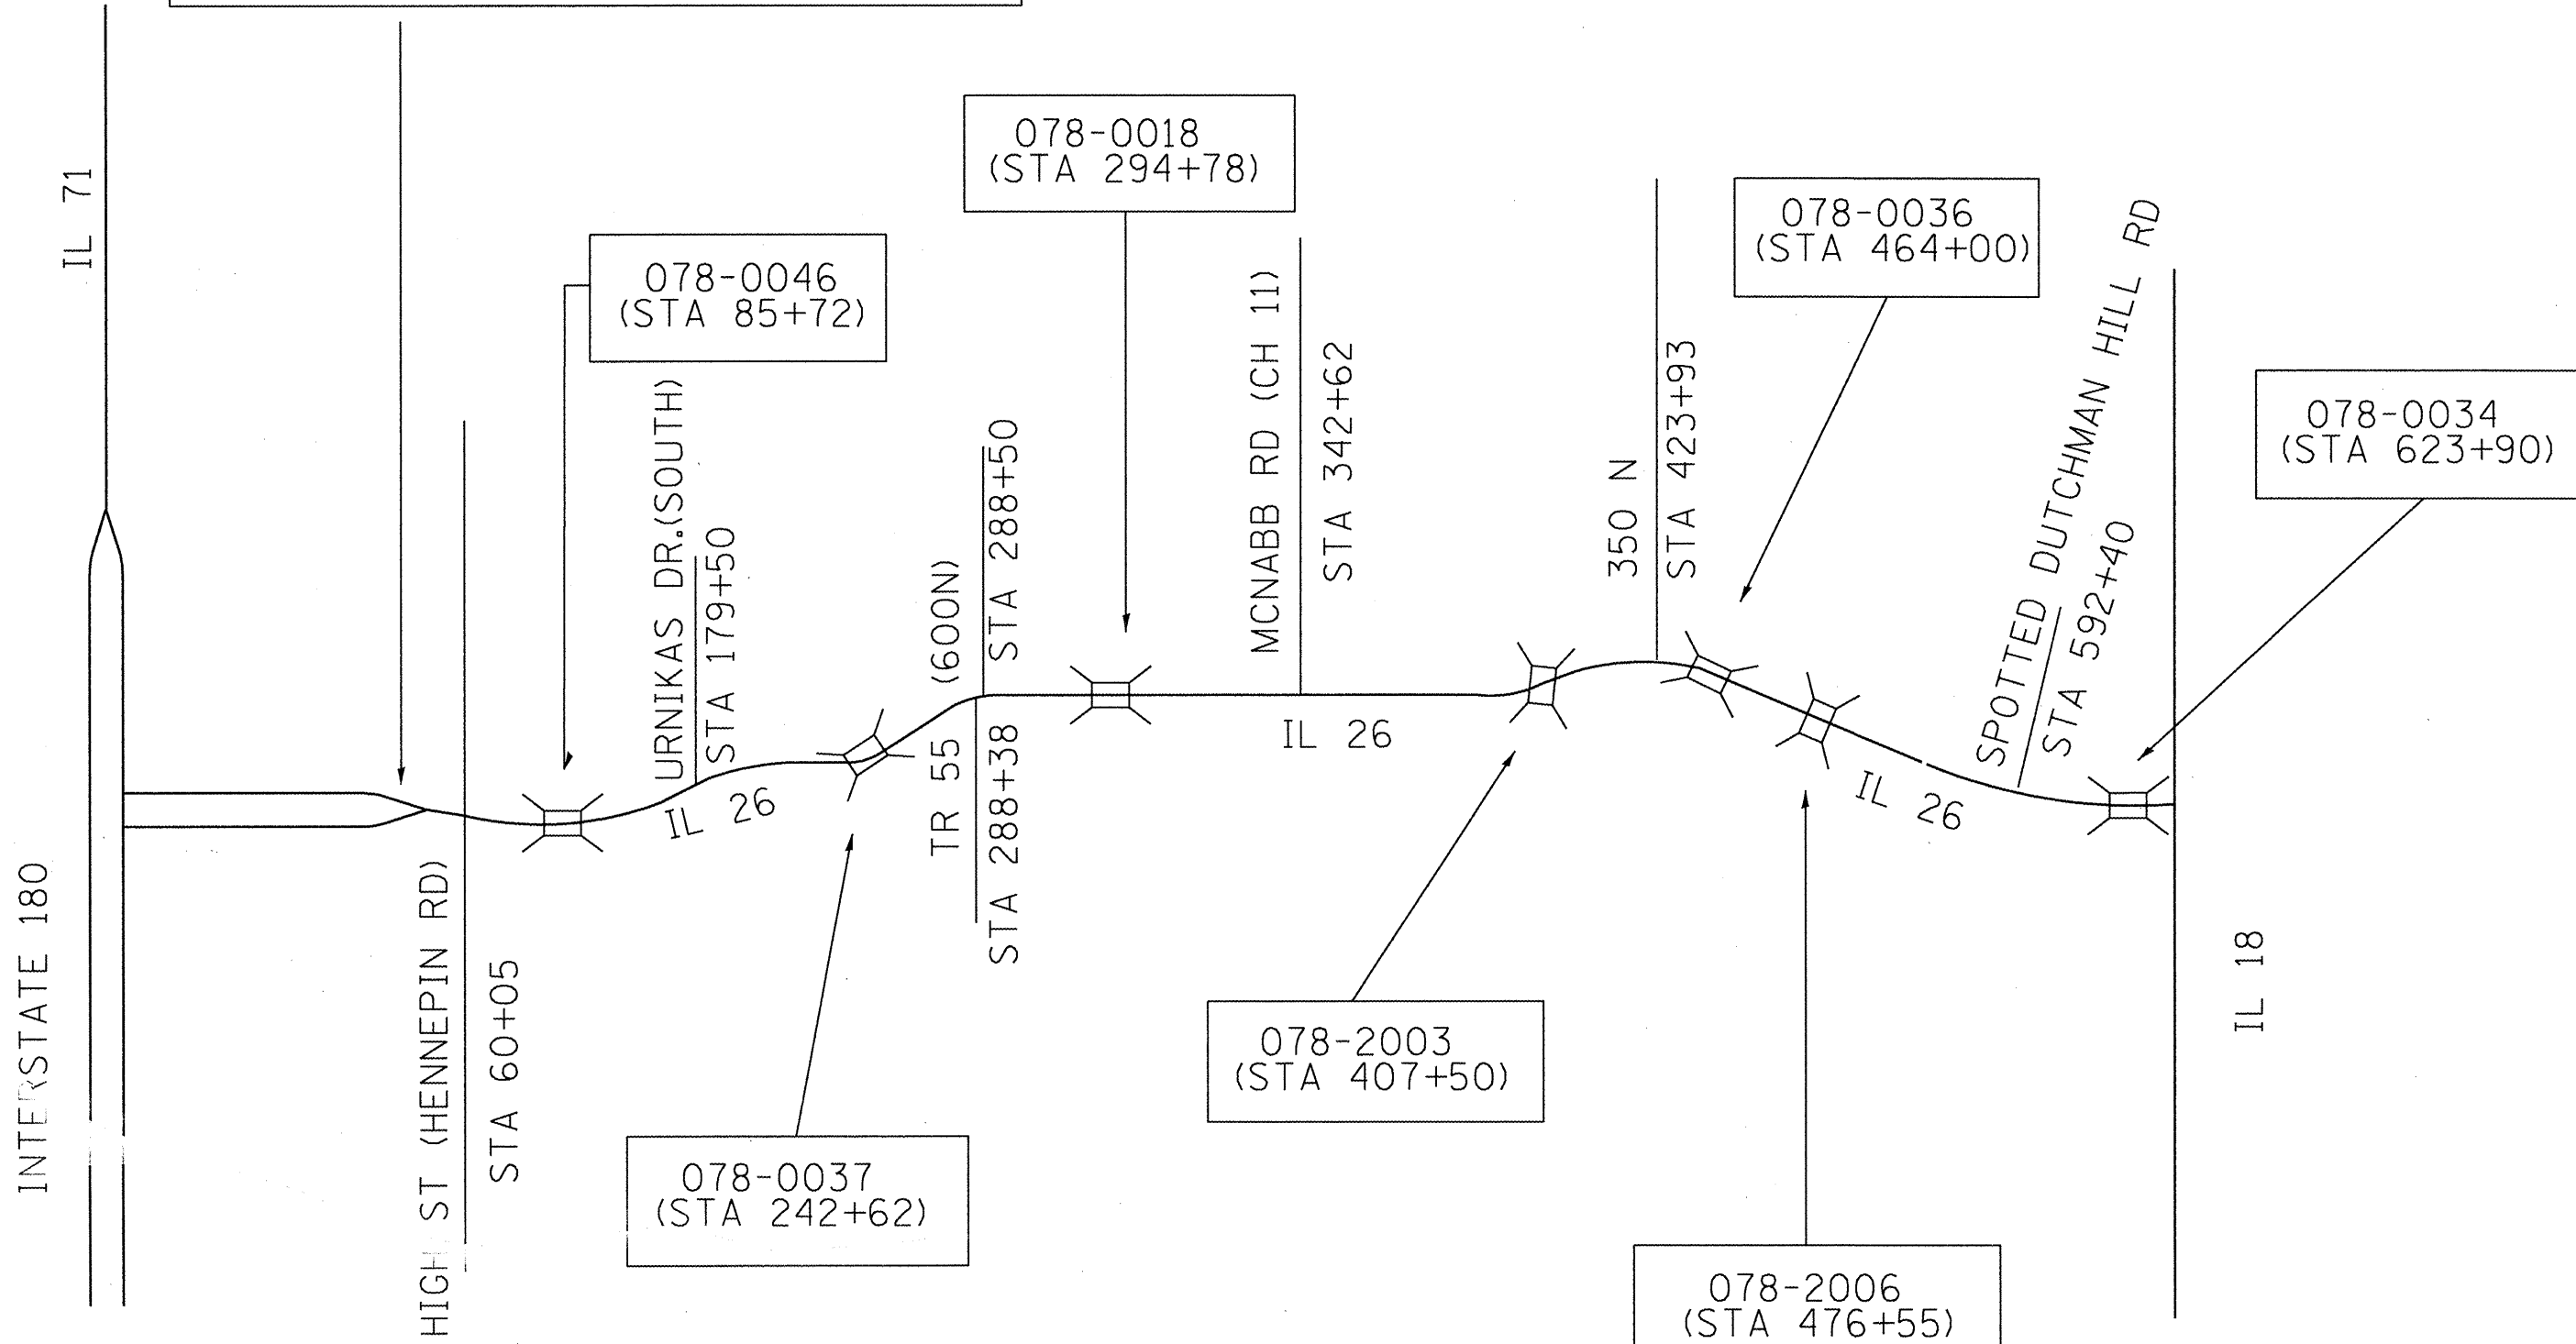 IL 71
078-0018
(STA 294+78)
078-0046
(STA 85+72)
078-0036
(STA 464+00)
078-0034
(STA 623+90)
URNIKAS DR.(SOUTH)
STA 179+50
(600N)
STA 288+50
MCNABB RD (CH 11)
STA 342+62
350 N
STA 423+93
SPOTTED DUTCHMAN HILL RD
STA 592+40
IL 26
TR 55
STA 288+38
IL 26
IL 26
INTERSTATE 180
HIGH ST (HENNEPIN RD)
STA 60+05
IL 18
078-2003
(STA 407+50)
078-0037
(STA 242+62)
078-2006
(STA 476+55)